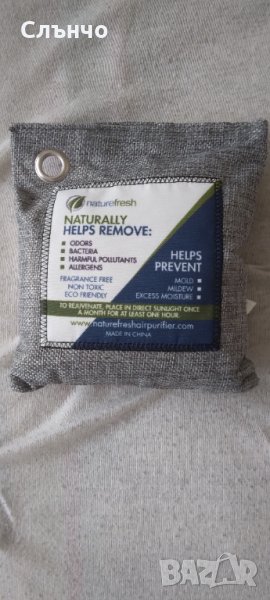 Слънчо
naturefresh
NATURALLY
HELPS REMOVE:
▪ ODORS
▪ BACTERIA
▪ HARMFUL POLLUTANTS
▪ ALLERGENS
FRAGRANCE FREE
NON TOXIC
ECO FRIENDLY
HELPS
PREVENT
MOLD ▪
MILDEW ▪
EXCESS MOISTURE ▪
TO REJUVENATE, PLACE IN DIRECT SUNLIGHT ONCE
A MONTH FOR AT LEAST ONE HOUR.
www.naturefreshairpurifier.com
MADE IN CHINA
BAZAR